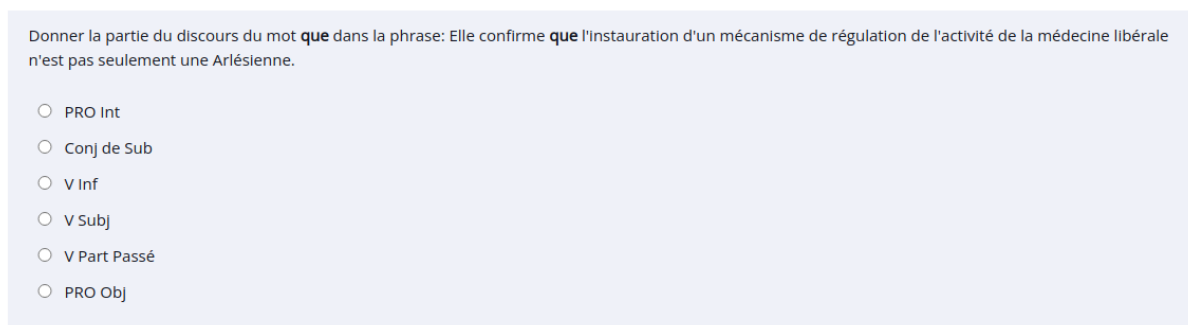 Donner la partie du discours du mot que dans la phrase: Elle confirme que l'instauration d'un mécanisme de régulation de l'activité de la médecine libérale
n'est pas seulement une Arlésienne.
PRO Int
Conj de Sub
V Inf
V Subj
V Part Passé
PRO Obj